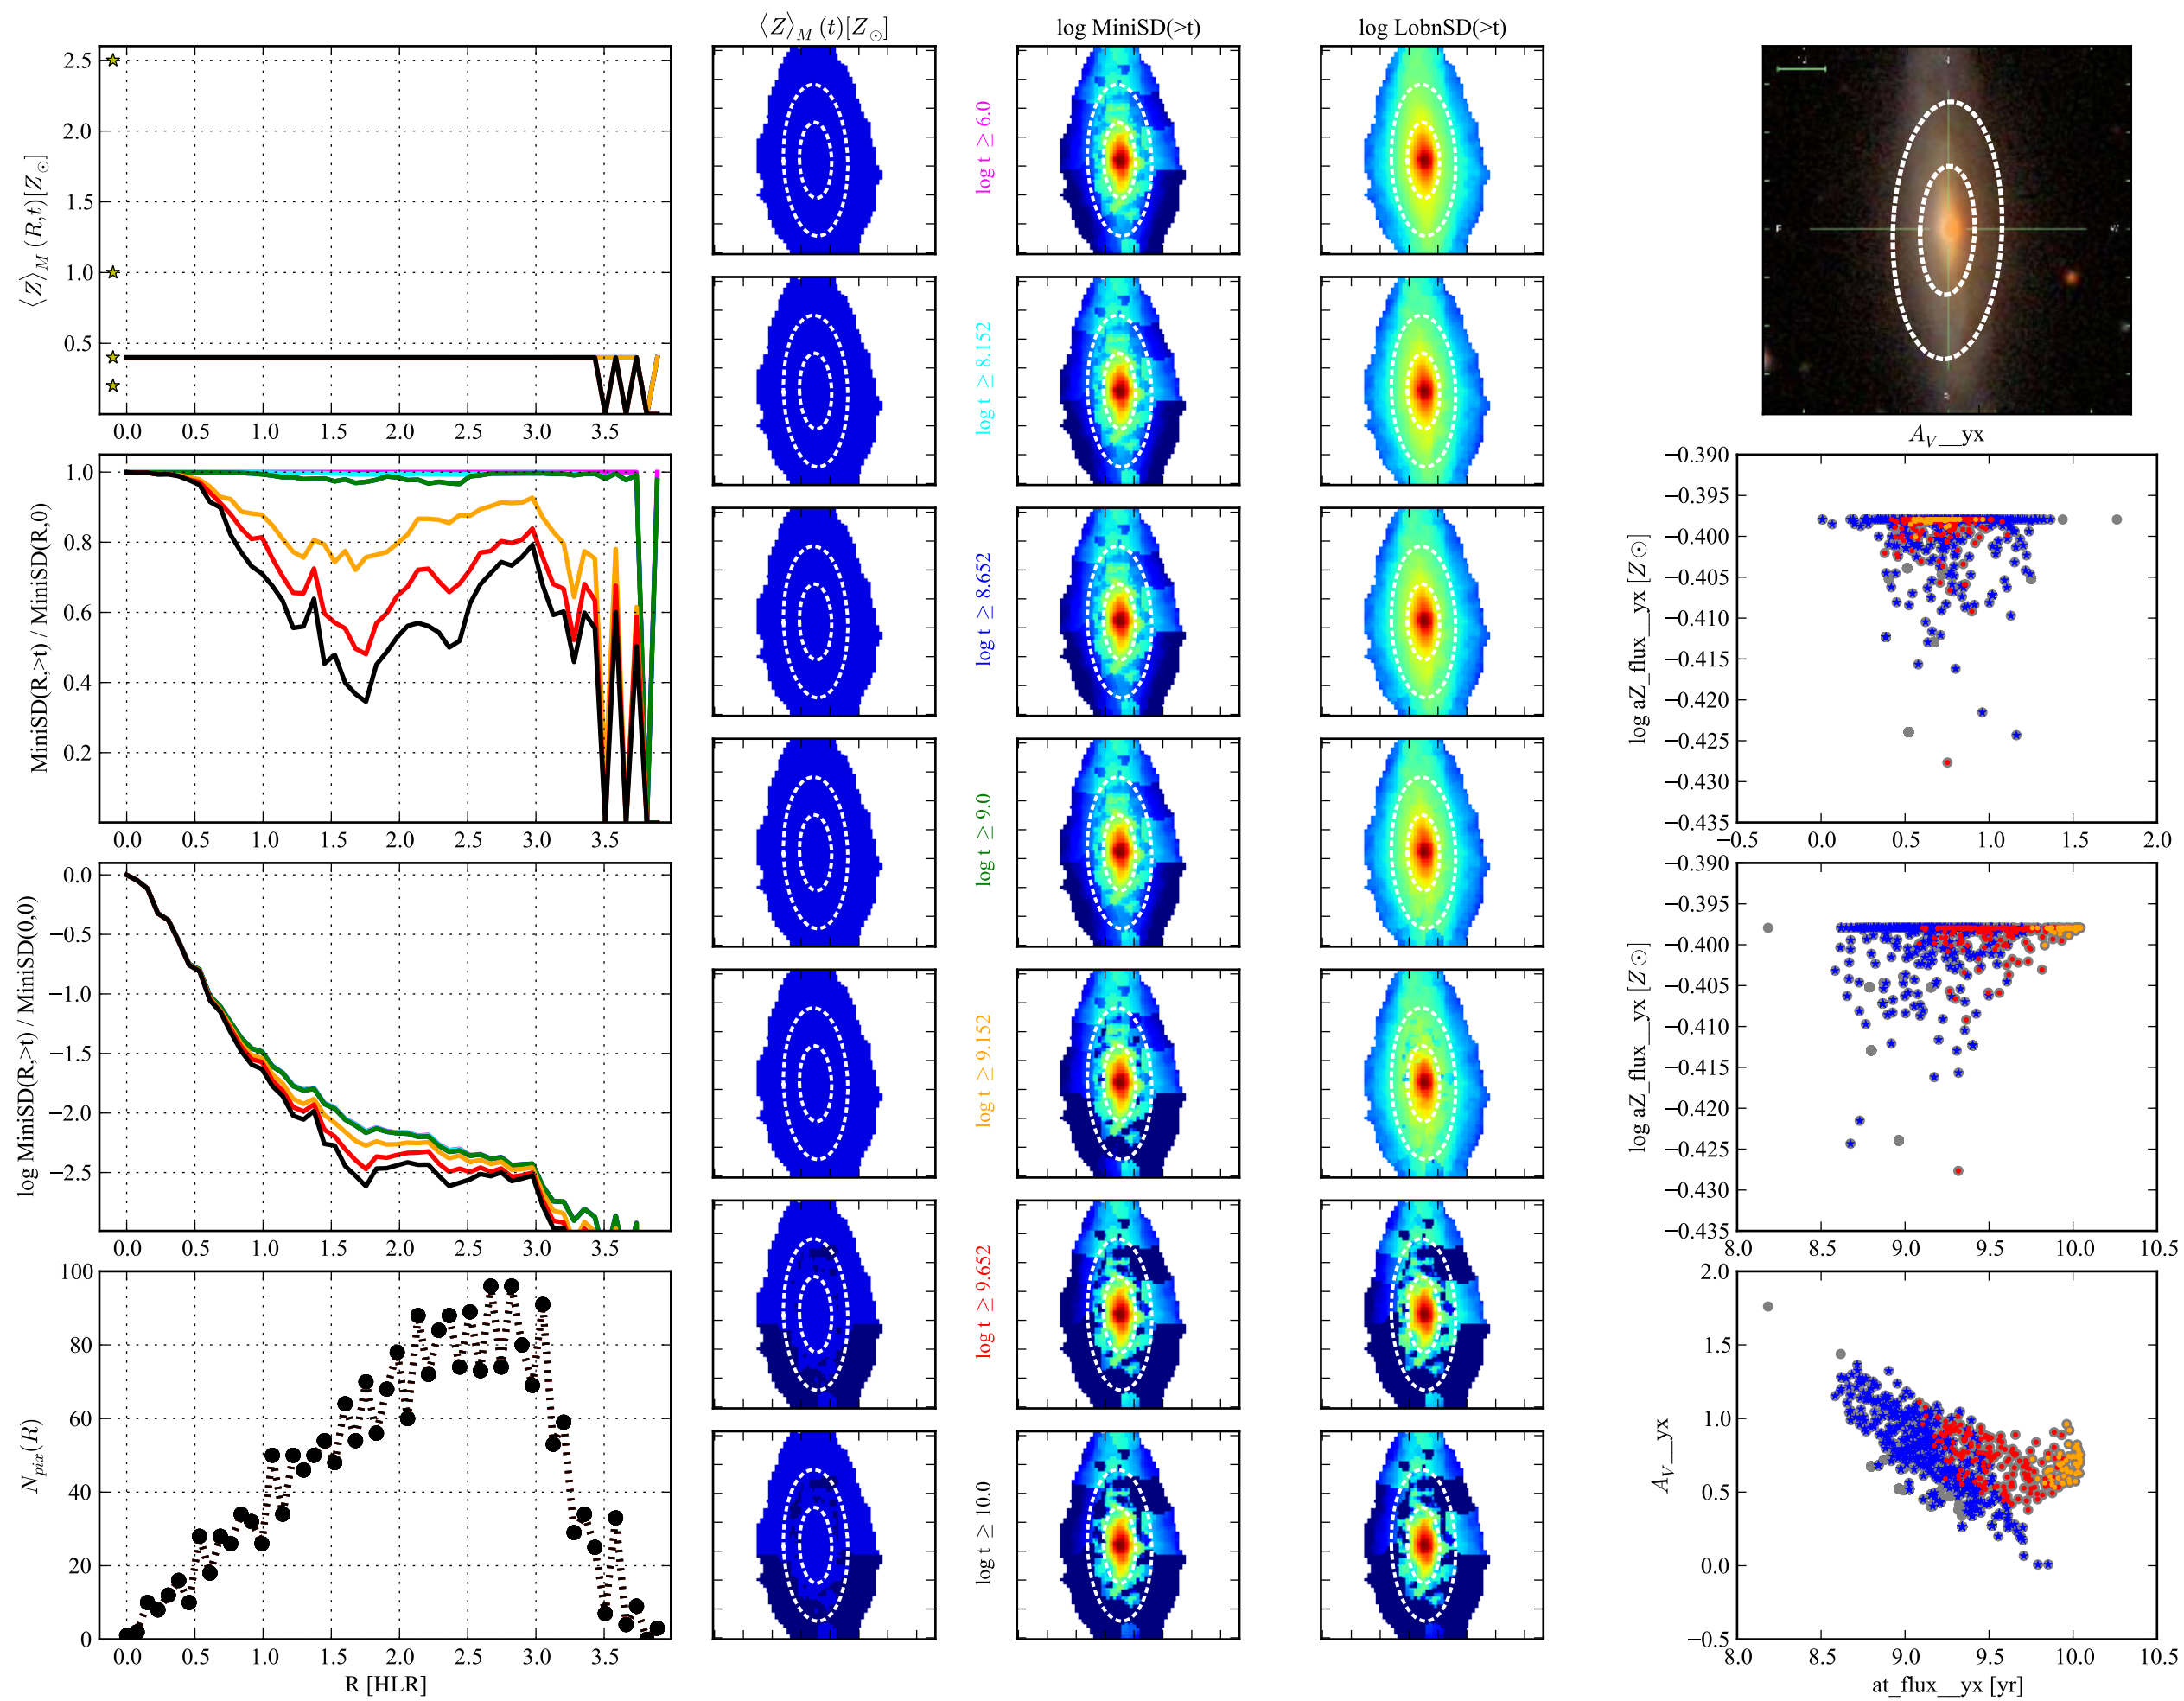 ⟨Z⟩_M (t)[Z_⊙]
log MiniSD(>t)
log LobnSD(>t)
⟨Z⟩_M (R,t)[Z_⊙]
2.5
2.0
1.5
1.0
0.5
0.0 0.5 1.0 1.5 2.0 2.5 3.0 3.5
MiniSD(R,>t) / MiniSD(R,0)
1.0
0.8
0.6
0.4
0.2
0.0 0.5 1.0 1.5 2.0 2.5 3.0 3.5
log MiniSD(R,>t) / MiniSD(0,0)
0.0
−0.5
−1.0
−1.5
−2.0
−2.5
0.0 0.5 1.0 1.5 2.0 2.5 3.0 3.5
N_pix(R)
100
80
60
40
20
0
0.0 0.5 1.0 1.5 2.0 2.5 3.0 3.5
R [HLR]
log t ≥ 6.0
log t ≥ 8.152
log t ≥ 8.652
log t ≥ 9.0
log t ≥ 9.152
log t ≥ 9.652
log t ≥ 10.0
A_V__yx
log aZ_flux__yx [Z⊙]
−0.390
−0.395
−0.400
−0.405
−0.410
−0.415
−0.420
−0.425
−0.430
−0.435
−0.5 0.0 0.5 1.0 1.5 2.0
log aZ_flux__yx [Z⊙]
−0.390
−0.395
−0.400
−0.405
−0.410
−0.415
−0.420
−0.425
−0.430
−0.435
8.0 8.5 9.0 9.5 10.0 10.5
A_V__yx
2.0
1.5
1.0
0.5
0.0
−0.5
8.0 8.5 9.0 9.5 10.0 10.5
at_flux__yx [yr]